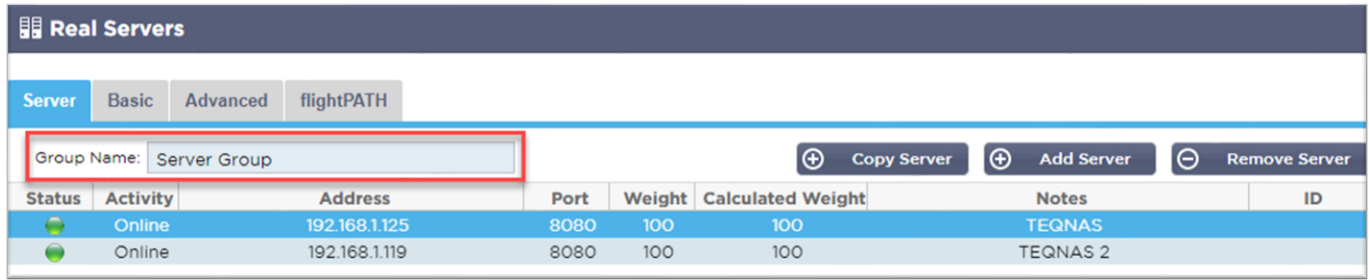 Real Servers
Server Basic Advanced flightPATH
Group Name: Server Group Copy Server Add Server Remove Server
Status Activity Address Port Weight Calculated Weight Notes ID
Online 192.168.1.125 8080 100 100 TEQNAS
Online 192.168.1.119 8080 100 100 TEQNAS 2